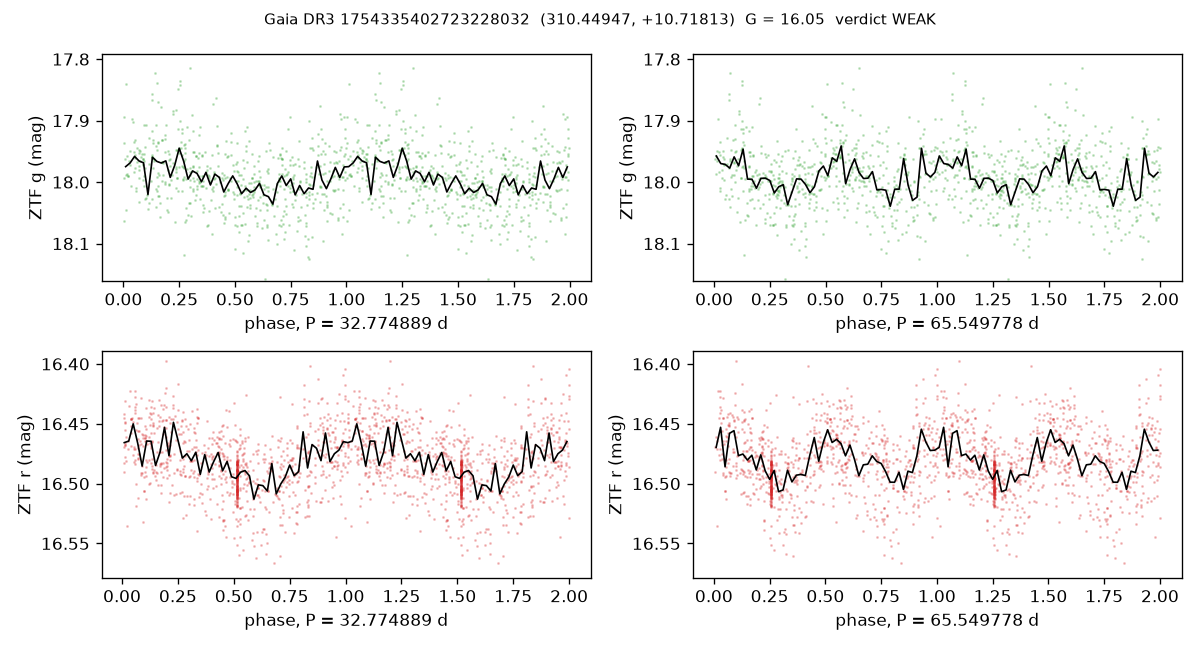 Gaia DR3 1754335402723228032  (310.44947, +10.71813)  G = 16.05  verdict WEAK
17.8
17.9
18.0
18.1
ZTF g (mag)
0.00 0.25 0.50 0.75 1.00 1.25 1.50 1.75 2.00
phase, P = 32.774889 d
17.8
17.9
18.0
18.1
ZTF g (mag)
0.00 0.25 0.50 0.75 1.00 1.25 1.50 1.75 2.00
phase, P = 65.549778 d
16.40
16.45
16.50
16.55
ZTF r (mag)
0.00 0.25 0.50 0.75 1.00 1.25 1.50 1.75 2.00
phase, P = 32.774889 d
16.40
16.45
16.50
16.55
ZTF r (mag)
0.00 0.25 0.50 0.75 1.00 1.25 1.50 1.75 2.00
phase, P = 65.549778 d